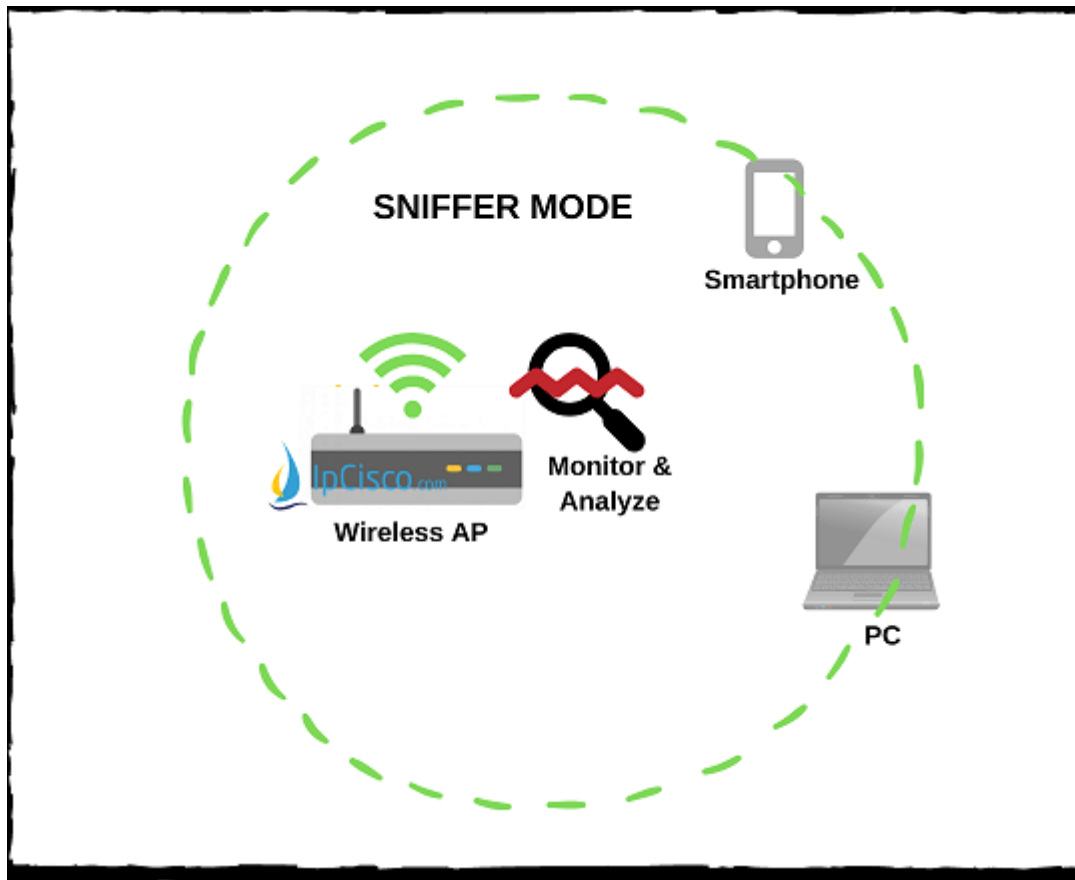 SNIFFER MODE
Smartphone
Monitor &
Analyze
IpCisco.com
Wireless AP
PC